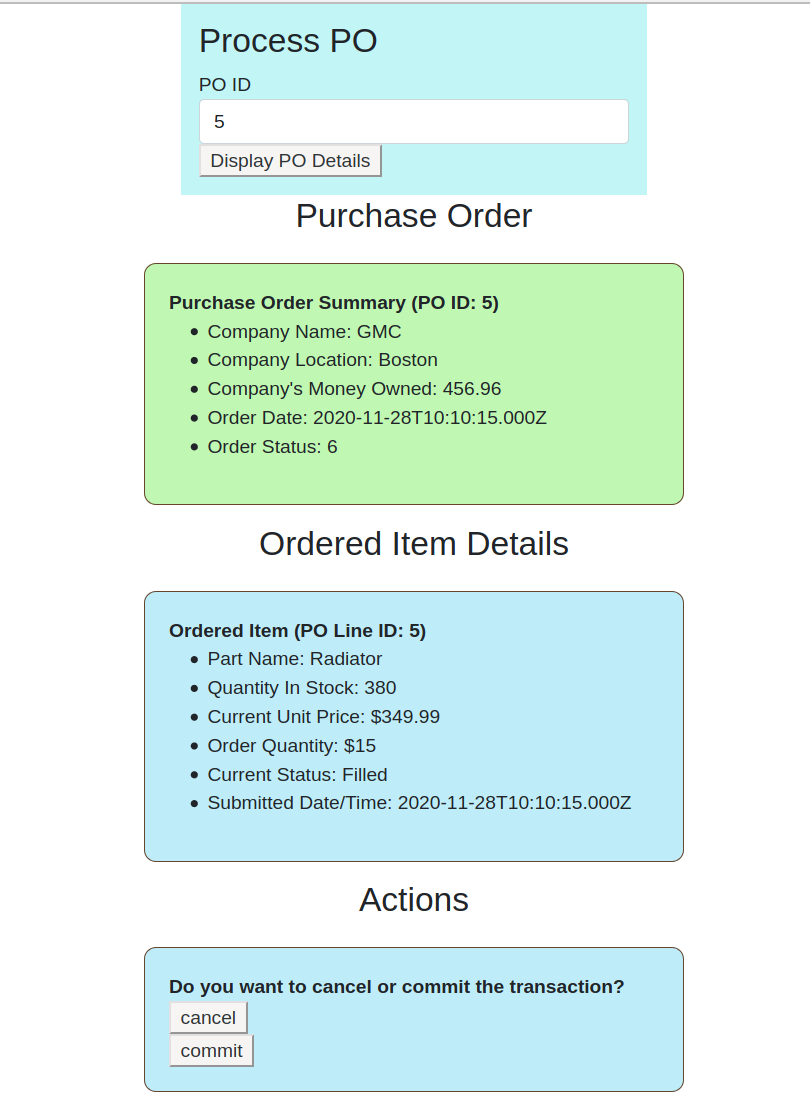 Process PO
PO ID
5
Display PO Details
Purchase Order
Purchase Order Summary (PO ID: 5)
Company Name: GMC
Company Location: Boston
Company's Money Owned: 456.96
Order Date: 2020-11-28T10:10:15.000Z
Order Status: 6
Ordered Item Details
Ordered Item (PO Line ID: 5)
Part Name: Radiator
Quantity In Stock: 380
Current Unit Price: $349.99
Order Quantity: $15
Current Status: Filled
Submitted Date/Time: 2020-11-28T10:10:15.000Z
Actions
Do you want to cancel or commit the transaction?
cancel
commit